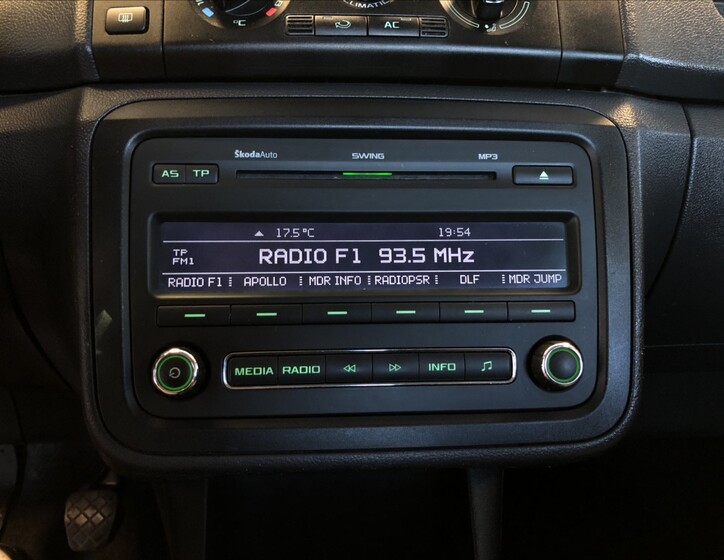 CLIMATIC
°C
AC
ŠkodaAuto SWING MP3
AS TP
17.5°C 19:54
TP
FM1
RADIO F1 93.5 MHz
RADIO F1 APOLLO MDR INFO RADIOPSR DLF MDR JUMP
MEDIA RADIO INFO